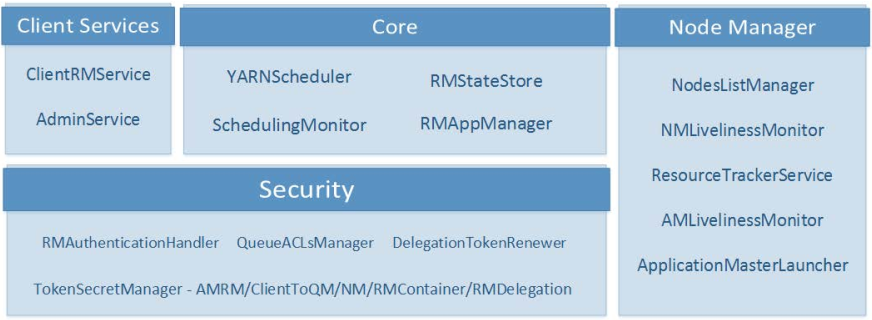 Client Services
ClientRMService
AdminService
Core
YARNScheduler
RMStateStore
SchedulingMonitor
RMAppManager
Node Manager
NodesListManager
NMLivelinessMonitor
ResourceTrackerService
AMLivelinessMonitor
ApplicationMasterLauncher
Security
RMAuthenticationHandler QueueACLsManager DelegationTokenRenewer
TokenSecretManager - AMRM/ClientToQM/NM/RMContainer/RMDelegation